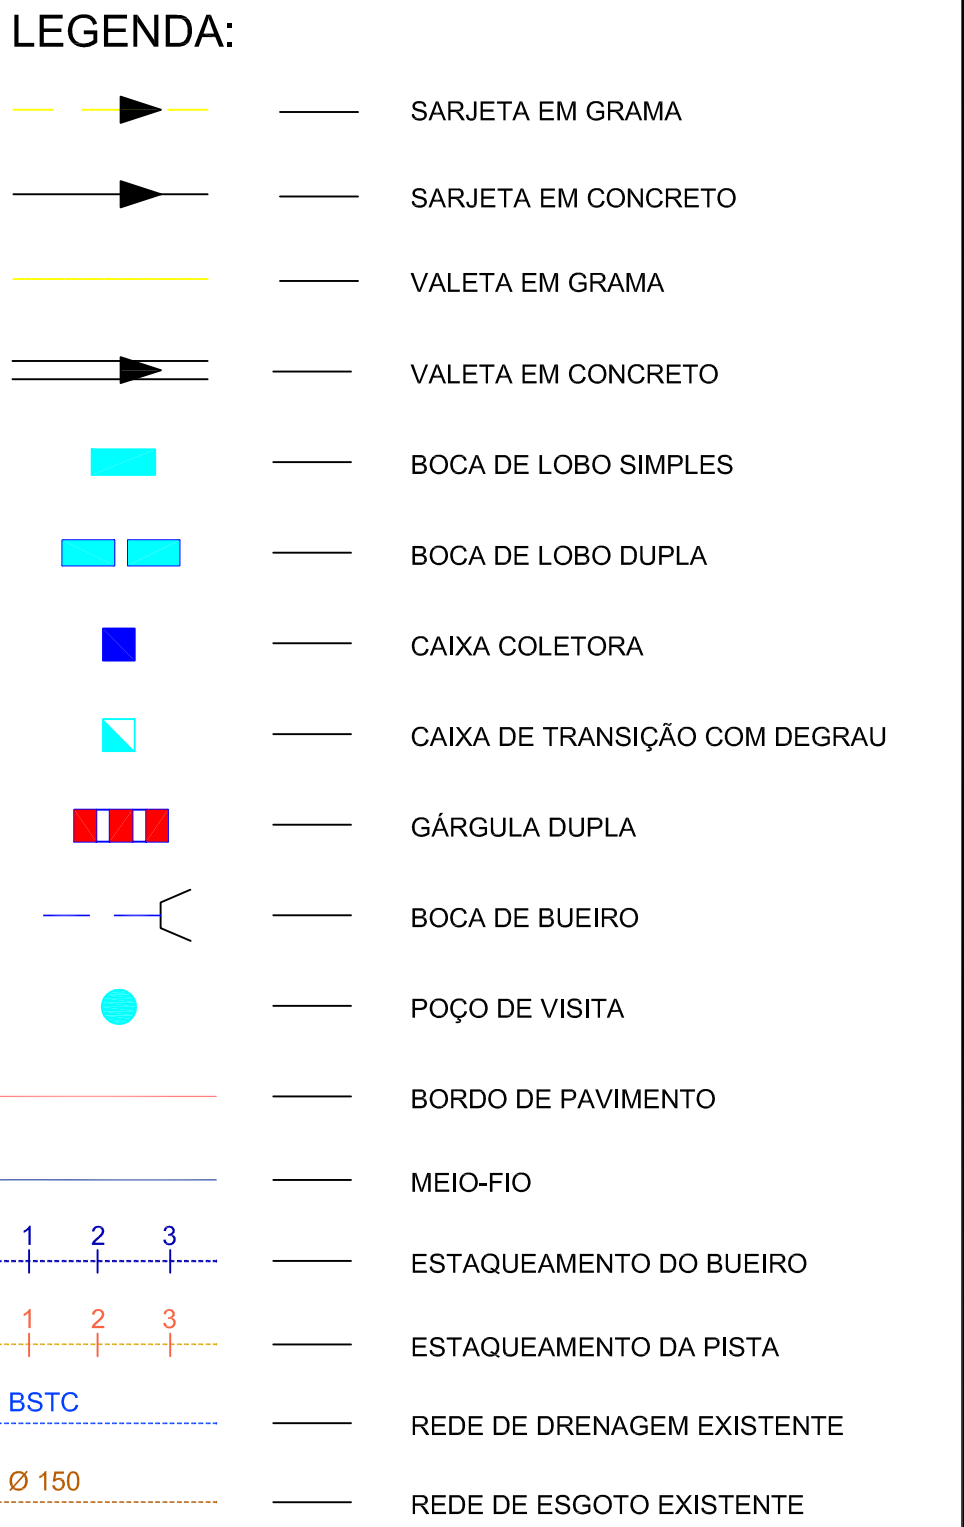 LEGENDA:
SARJETA EM GRAMA
SARJETA EM CONCRETO
VALETA EM GRAMA
VALETA EM CONCRETO
BOCA DE LOBO SIMPLES
BOCA DE LOBO DUPLA
CAIXA COLETORA
CAIXA DE TRANSIÇÃO COM DEGRAU
GÁRGULA DUPLA
BOCA DE BUEIRO
POÇO DE VISITA
BORDO DE PAVIMENTO
MEIO-FIO
1 2 3
ESTAQUEAMENTO DO BUEIRO
1 2 3
ESTAQUEAMENTO DA PISTA
BSTC
REDE DE DRENAGEM EXISTENTE
Ø 150
REDE DE ESGOTO EXISTENTE